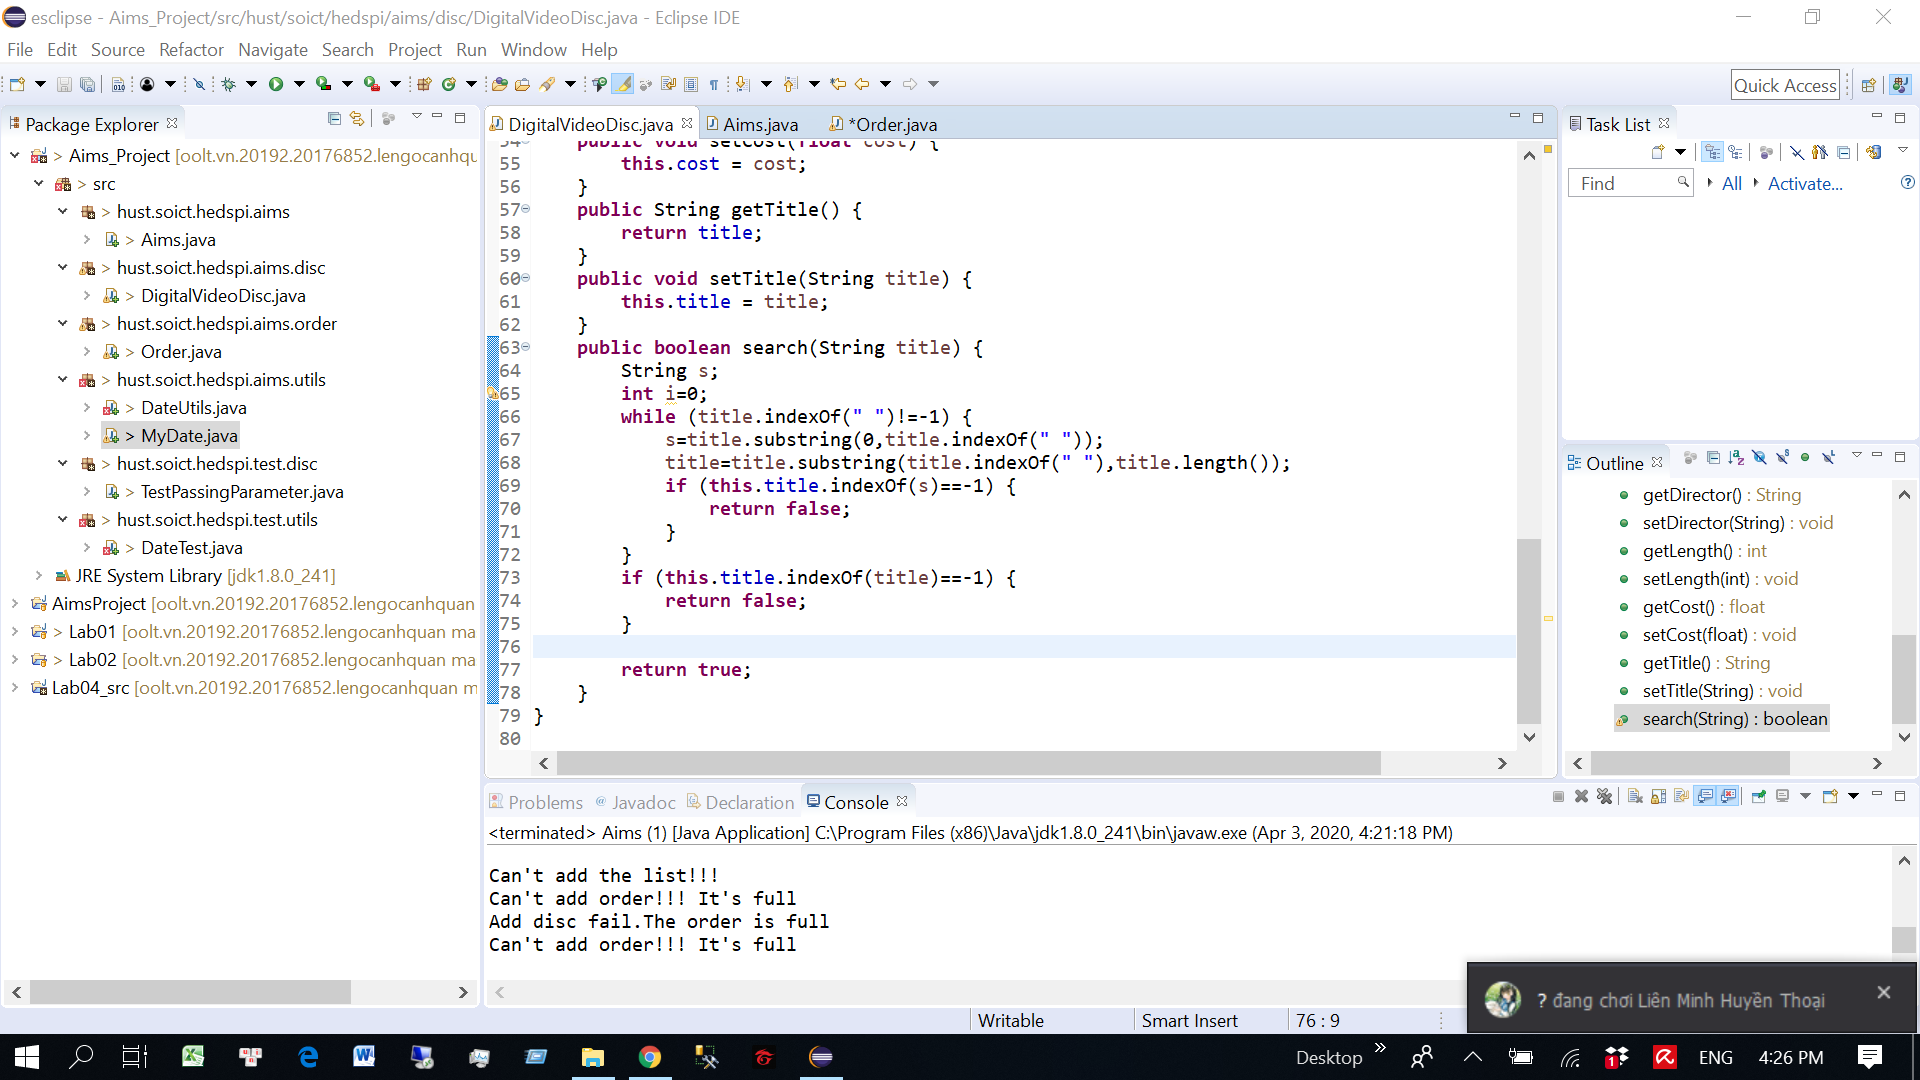 esclipse - Aims_Project/src/hust/soict/hedspi/aims/disc/DigitalVideoDisc.java - Eclipse IDE
File Edit Source Refactor Navigate Search Project Run Window Help
Quick Access
Package Explorer
> Aims_Project [oolt.vn.20192.20176852.lengocanhqu
> src
> hust.soict.hedspi.aims
> Aims.java
> hust.soict.hedspi.aims.disc
> DigitalVideoDisc.java
> hust.soict.hedspi.aims.order
> Order.java
> hust.soict.hedspi.aims.utils
> DateUtils.java
> MyDate.java
> hust.soict.hedspi.test.disc
> TestPassingParameter.java
> hust.soict.hedspi.test.utils
> DateTest.java
JRE System Library [jdk1.8.0_241]
AimsProject [oolt.vn.20192.20176852.lengocanhquan
> Lab01 [oolt.vn.20192.20176852.lengocanhquan ma
> Lab02 [oolt.vn.20192.20176852.lengocanhquan ma
Lab04_src [oolt.vn.20192.20176852.lengocanhquan m
DigitalVideoDisc.java Aims.java *Order.java
54 public void setCost(float cost) {
55 this.cost = cost;
56 }
57 public String getTitle() {
58 return title;
59 }
60 public void setTitle(String title) {
61 this.title = title;
62 }
63 public boolean search(String title) {
64 String s;
65 int i=0;
66 while (title.indexOf(" ")!=-1) {
67 s=title.substring(0,title.indexOf(" "));
68 title=title.substring(title.indexOf(" "),title.length());
69 if (this.title.indexOf(s)==-1) {
70 return false;
71 }
72 }
73 if (this.title.indexOf(title)==-1) {
74 return false;
75 }
76
77 return true;
78 }
79 }
80
Task List
Find All Activate...
Outline
getDirector() : String
setDirector(String) : void
getLength() : int
setLength(int) : void
getCost() : float
setCost(float) : void
getTitle() : String
setTitle(String) : void
search(String) : boolean
Problems @ Javadoc Declaration Console
<terminated> Aims (1) [Java Application] C:\Program Files (x86)\Java\jdk1.8.0_241\bin\javaw.exe (Apr 3, 2020, 4:21:18 PM)
Can't add the list!!!
Can't add order!!! It's full
Add disc fail.The order is full
Can't add order!!! It's full
? đang chơi Liên Minh Huyền Thoại
Writable Smart Insert 76 : 9
Desktop ENG 4:26 PM